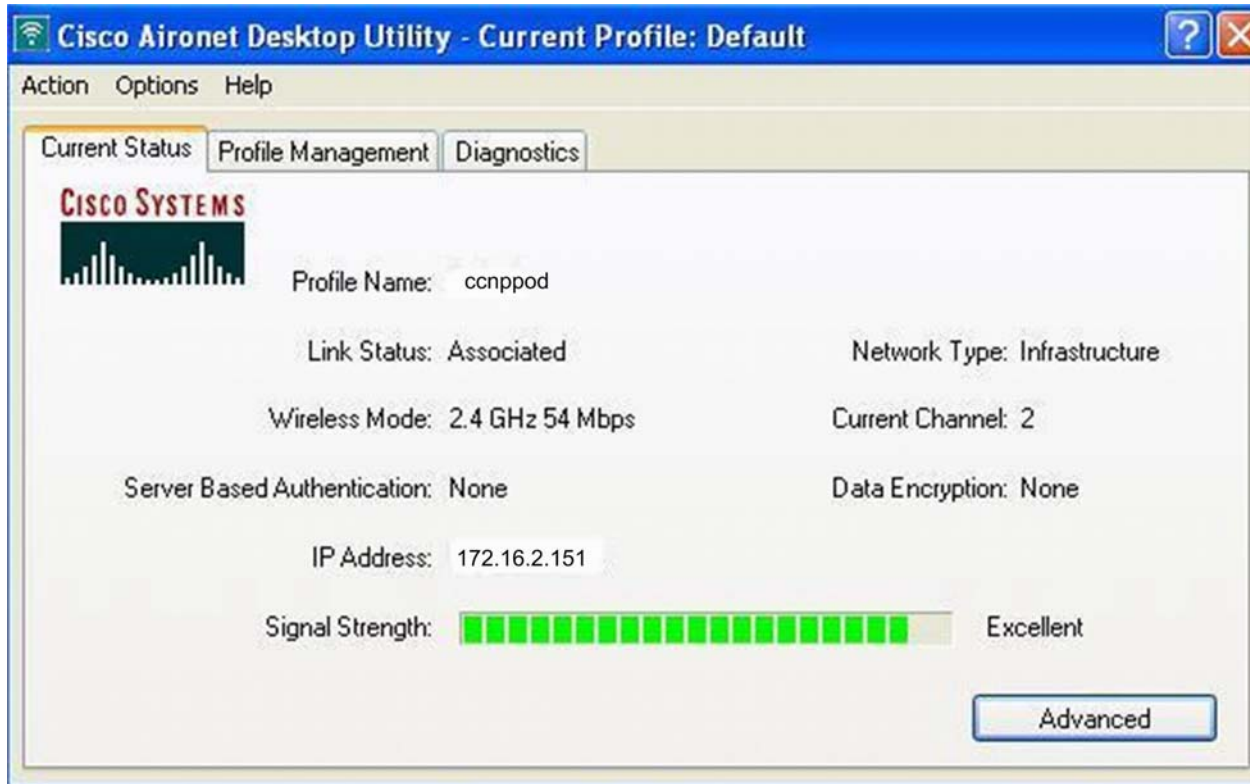 Cisco Aironet Desktop Utility - Current Profile: Default
Action Options Help
Current Status Profile Management Diagnostics
CISCO SYSTEMS
Profile Name: ccnppod
Link Status: Associated Network Type: Infrastructure
Wireless Mode: 2.4 GHz 54 Mbps Current Channel: 2
Server Based Authentication: None Data Encryption: None
IP Address: 172.16.2.151
Signal Strength: Excellent
Advanced